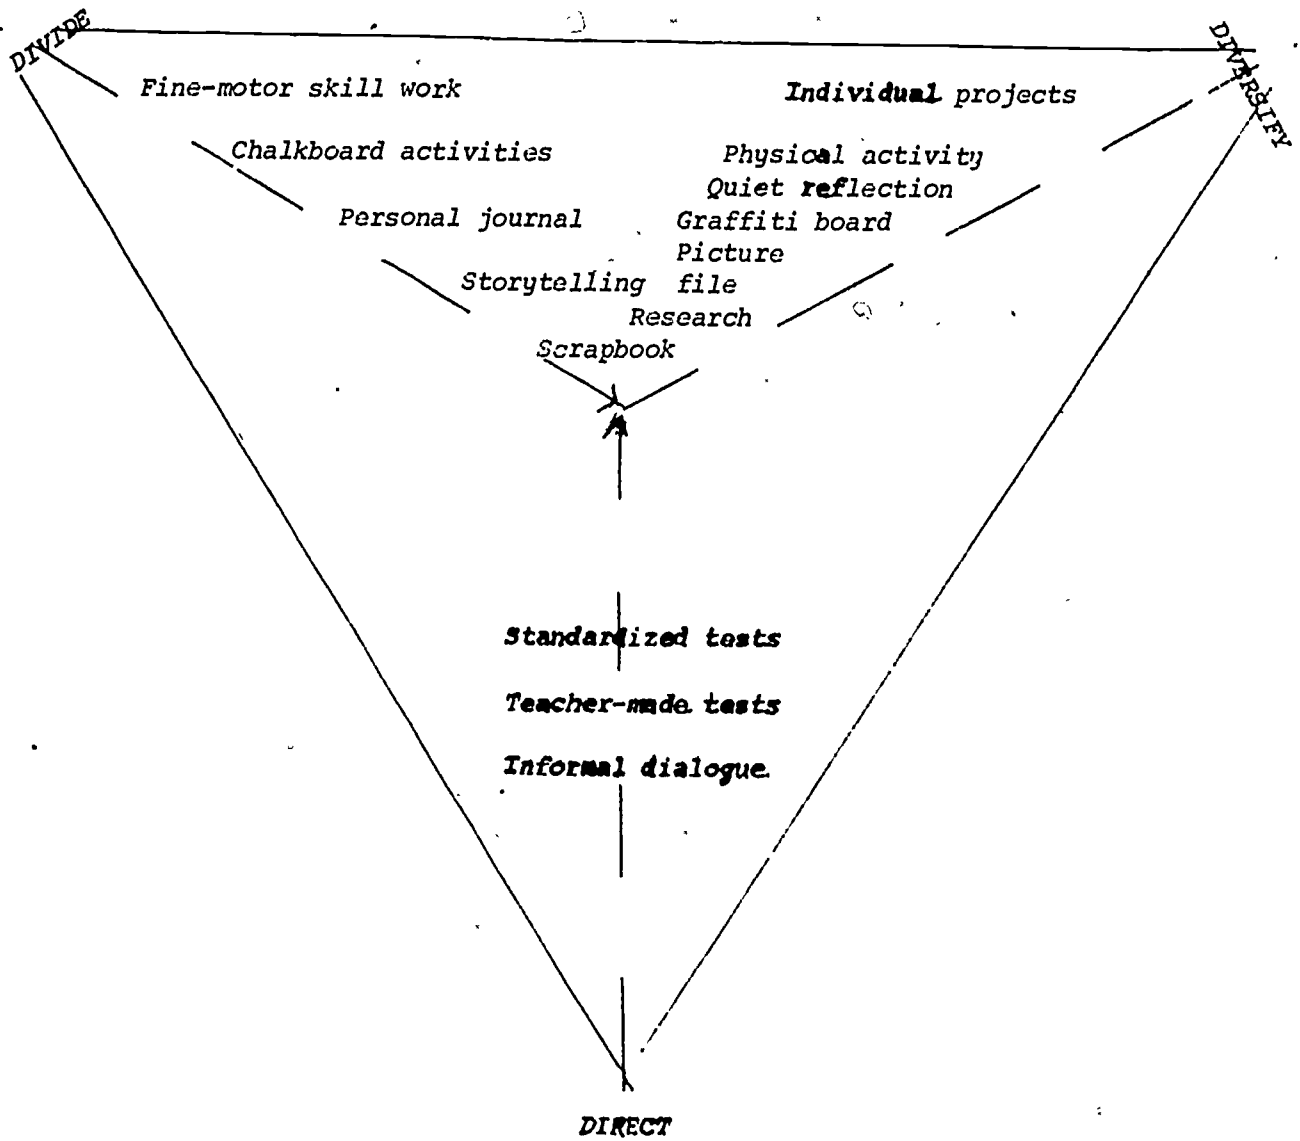 DIVIDE
DIVERSIFY
Fine-motor skill work
Individual projects
Chalkboard activities
Physical activity
Quiet reflection
Personal journal
Graffiti board
Picture
Storytelling
file
Research
Scrapbook
Standardized tests
Teacher-made tests
Informal dialogue
DIRECT